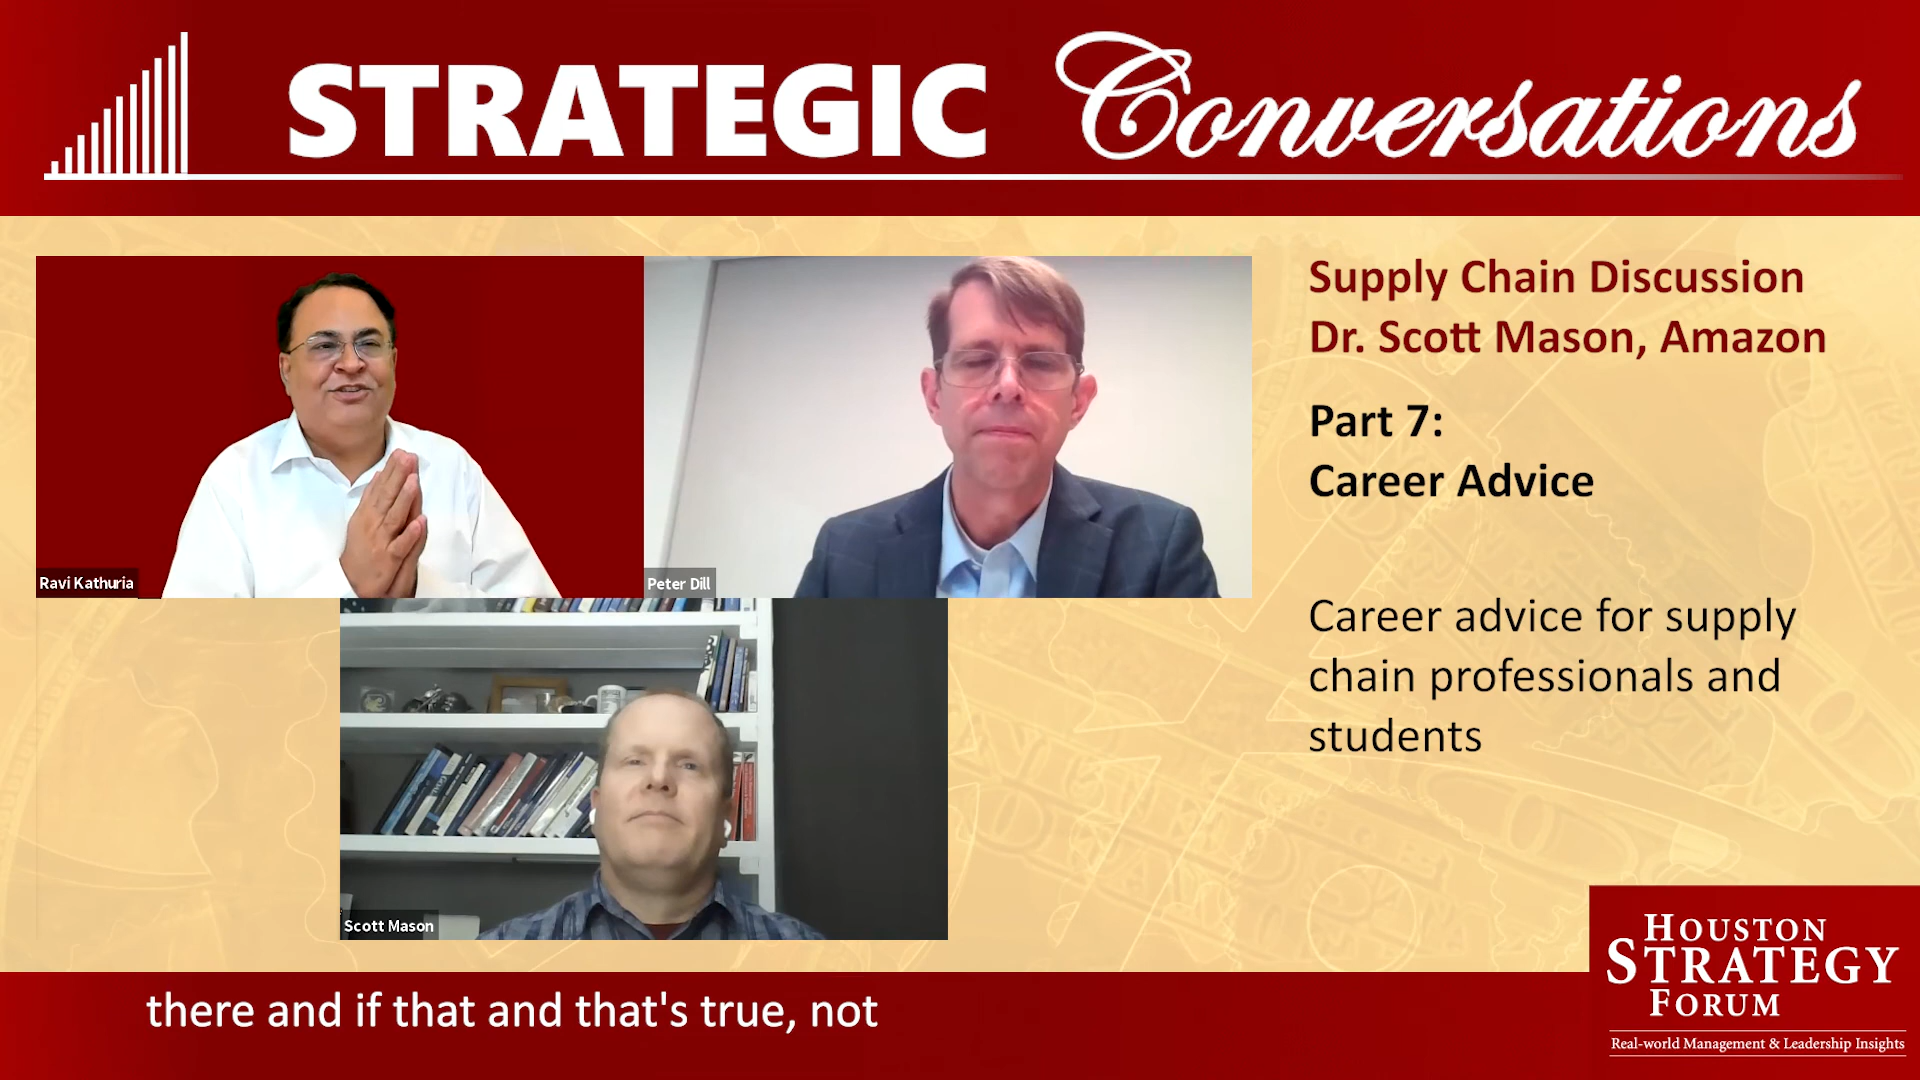 STRATEGIC Conversations
Supply Chain Discussion
Dr. Scott Mason, Amazon
Part 7:
Career Advice
Career advice for supply
chain professionals and
students
Ravi Kathuria
Peter Dill
Scott Mason
there and if that and that's true, not
HOUSTON
STRATEGY
FORUM
Real-world Management & Leadership Insights